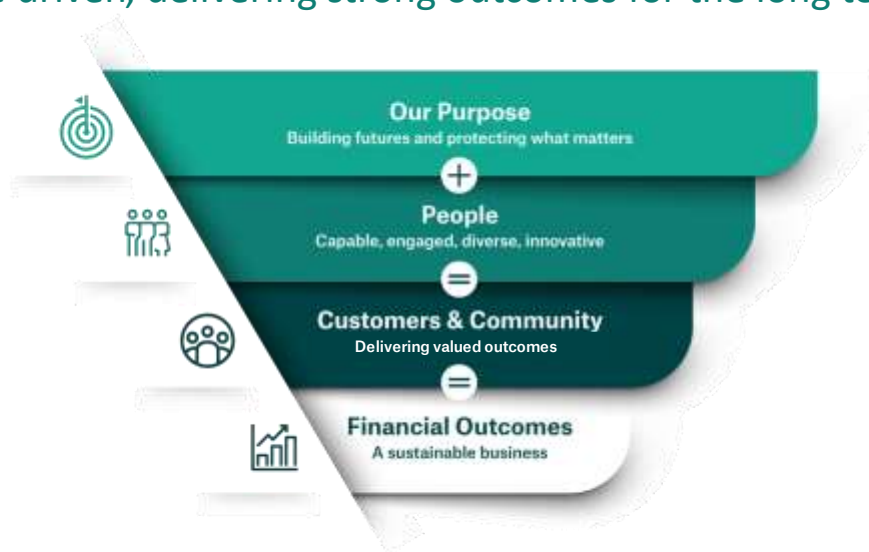 driven, delivering strong outcomes for the long
Our Purpose
Building futures and protecting what matters
+
People
Capable, engaged, diverse, innovative
=
Customers & Community
Delivering valued outcomes
=
Financial Outcomes
A sustainable business